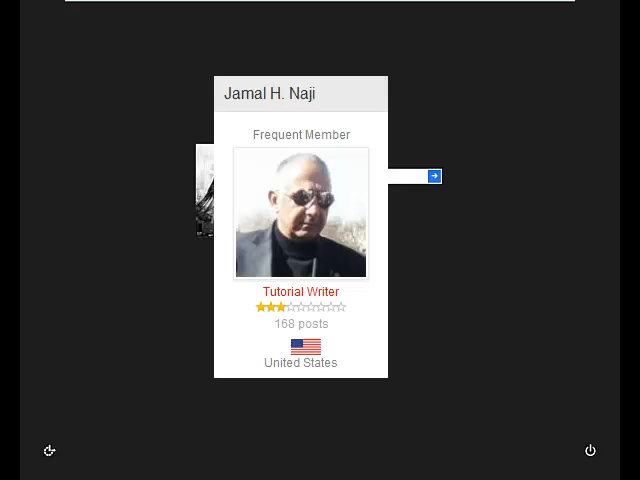 Jamal H. Naji
Frequent Member
Tutorial Writer
168 posts
United States